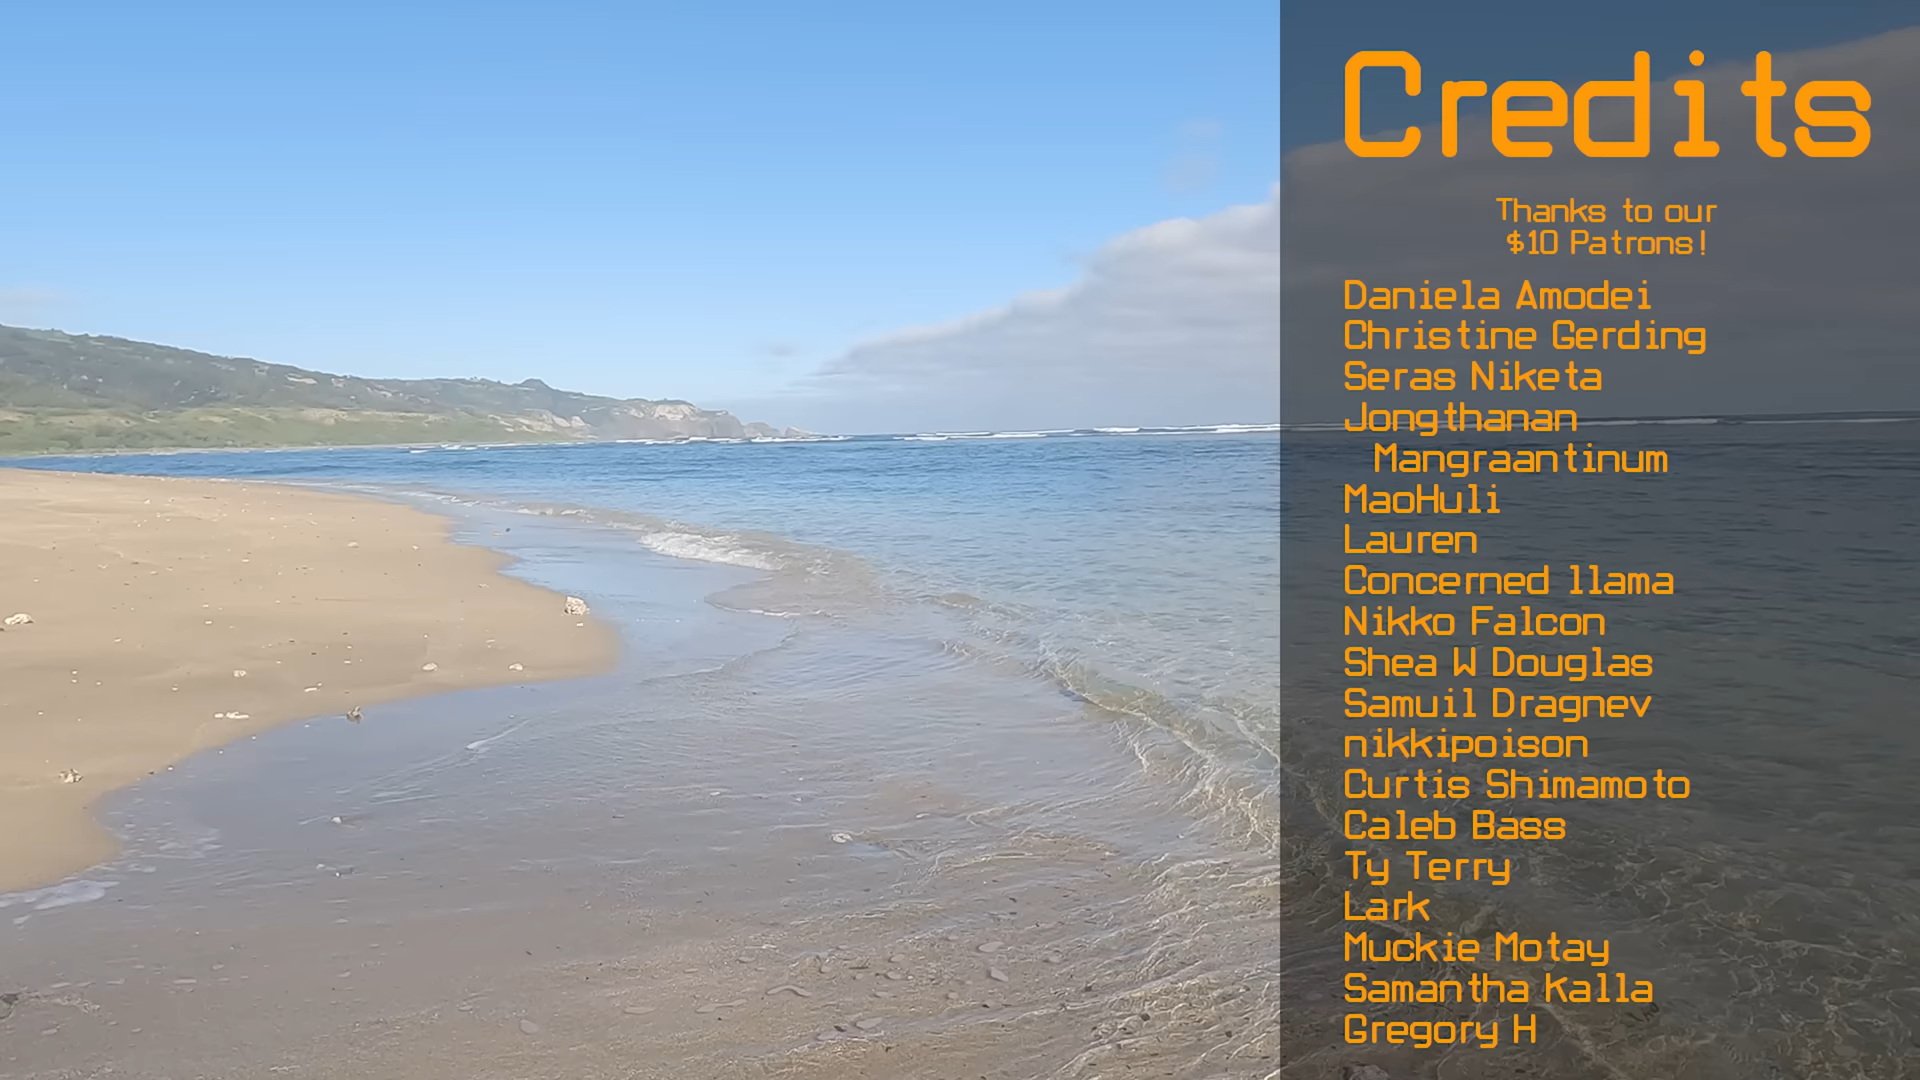 Credits
Thanks to our
$10 Patrons!
Daniela Amodei
Christine Gerding
Seras Niketa
Jongthanan
Mangraantinum
MaoHuli
Lauren
Concerned llama
Nikko Falcon
Shea W Douglas
Samuil Dragnev
nikkipoison
Curtis Shimamoto
Caleb Bass
Ty Terry
Lark
Muckie Motay
Samantha Kalla
Gregory H